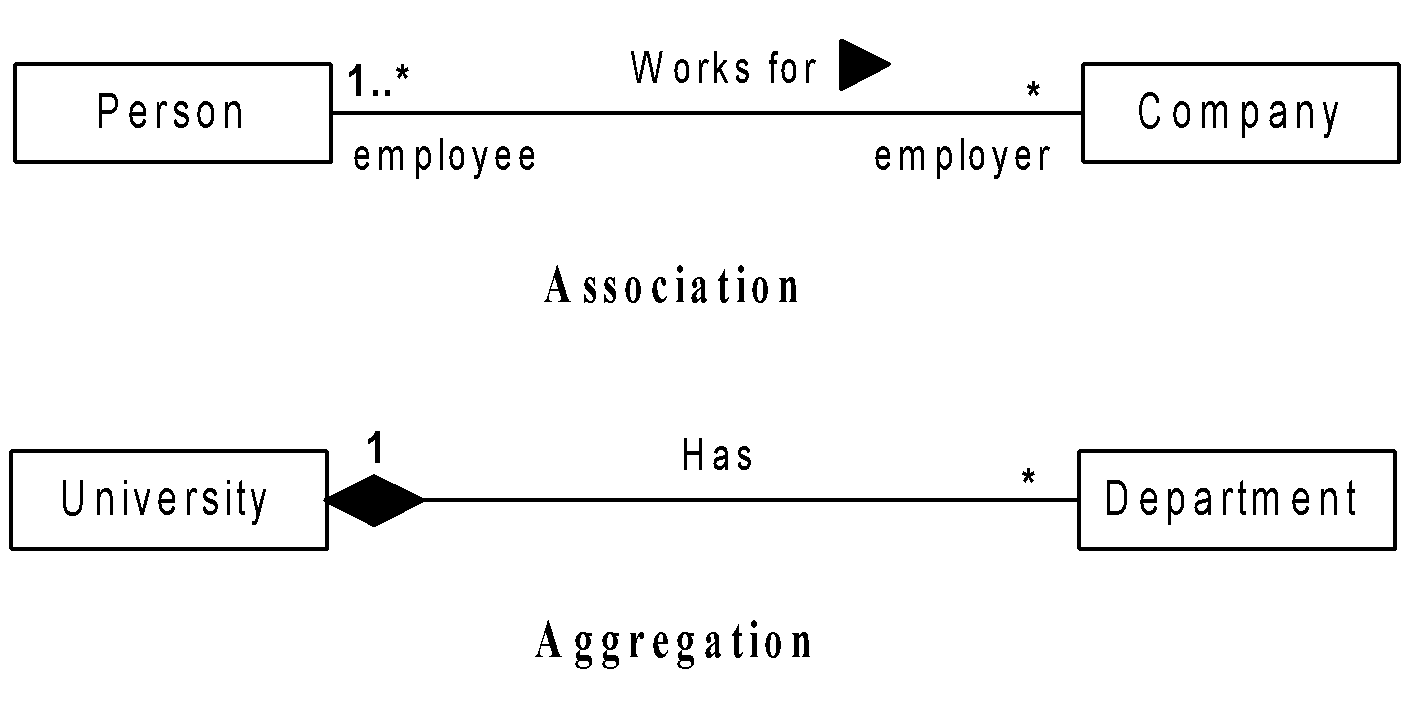 Works for
1..*
*
Person
Company
employee
employer
Association
1
Has
*
University
Department
Aggregation